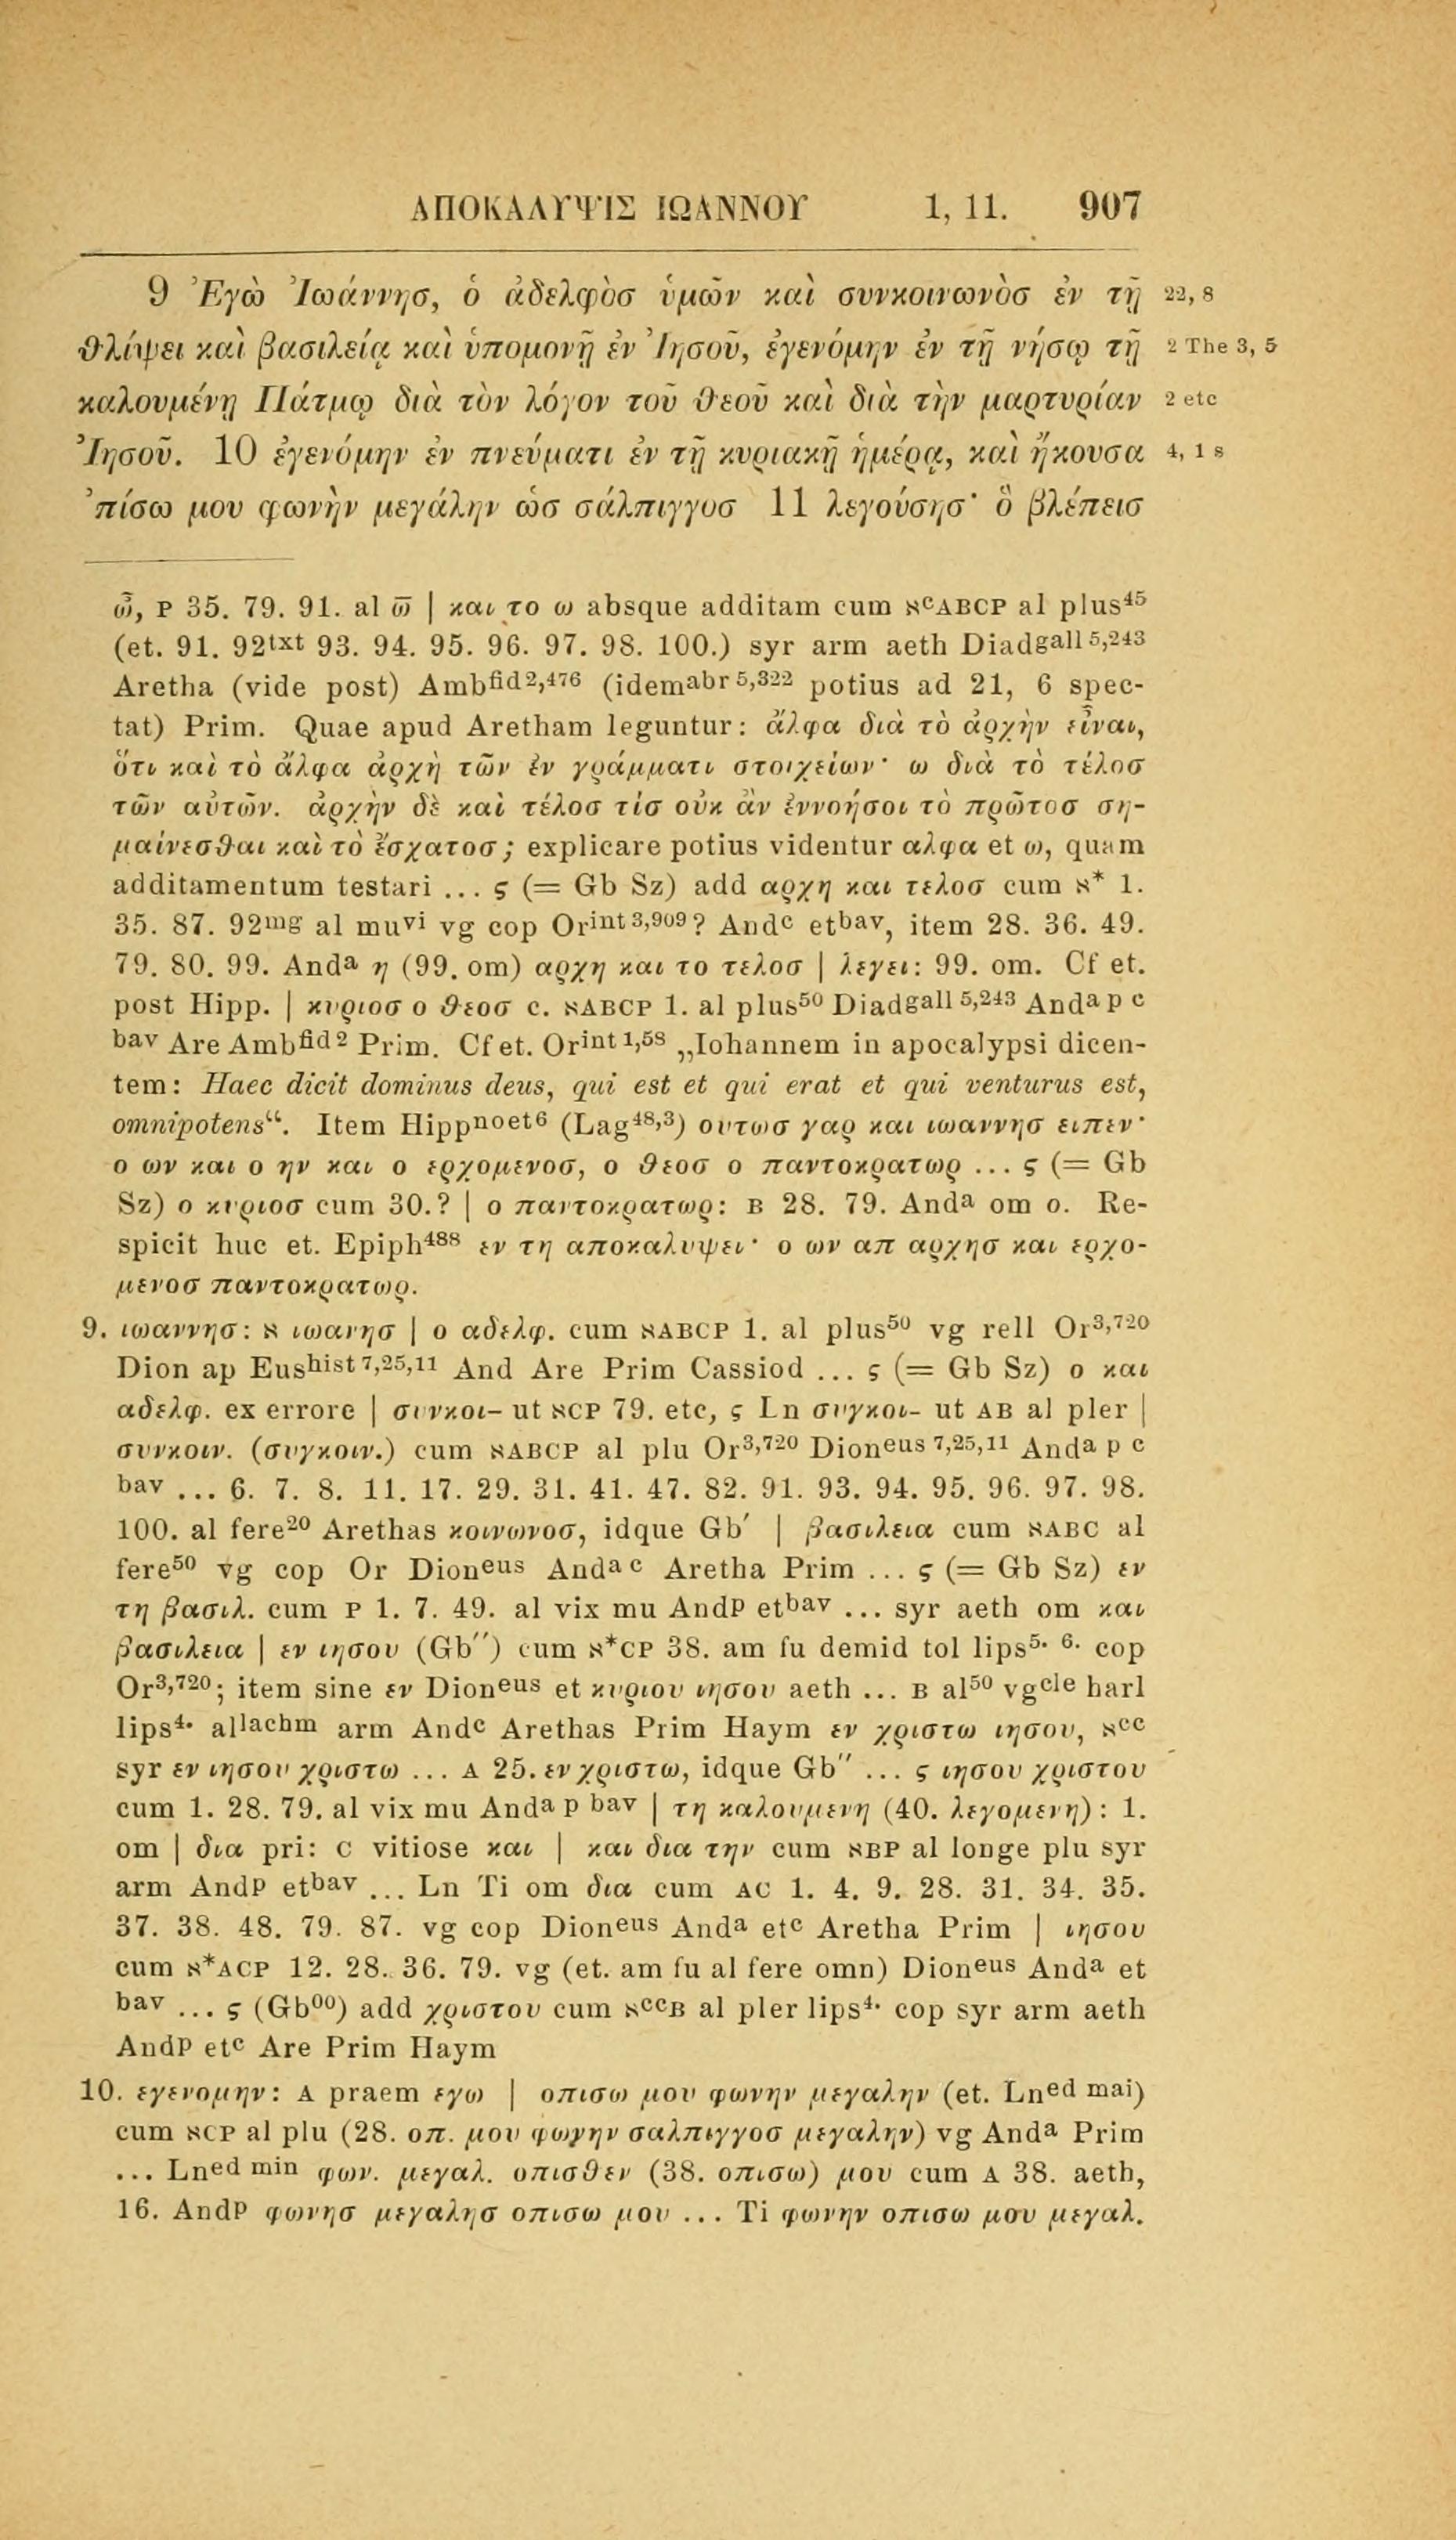 ΑΠΟΚΑΛΥΨΙΣ ΙΩΑΝΝΟΥ 1, 11. 907
9 Ἐγὼ Ἰωάννησ, ὁ ἀδελφὸσ ὑμῶν καὶ συνκοινωνὸσ ἐν τῇ 22, 8
θλίψει καὶ βασιλείᾳ καὶ ὑπομονῇ ἐν Ἰησοῦ, ἐγενόμην ἐν τῇ νήσῳ τῇ 2 The 3, 5
καλουμένῃ Πάτμῳ διὰ τὸν λόγον τοῦ θεοῦ καὶ διὰ τὴν μαρτυρίαν 2 etc
Ἰησοῦ. 10 ἐγενόμην ἐν πνεύματι ἐν τῇ κυριακῇ ἡμέρᾳ, καὶ ἤκουσα 4, 1 s
ʼπίσω μου φωνὴν μεγάλην ὡσ σάλπιγγοσ 11 λεγούσησ· ὃ βλέπεισ
ω̃, P 35. 79. 91. al ω̅ | και το ω absque additam cum ℵcABCP al plus45
(et. 91. 92txt 93. 94. 95. 96. 97. 98. 100.) syr arm aeth Diadgall 5,243
Aretha (vide post) Ambfid 2,476 (idemabr 5,322 potius ad 21, 6 spec-
tat) Prim. Quae apud Aretham leguntur: ἄλφα διὰ τὸ ἀρχὴν εἶναι,
ὅτι καὶ τὸ ἄλφα ἀρχὴ τῶν ἐν γράμματι στοιχείων· ω διὰ τὸ τέλοσ
τῶν αὐτῶν. ἀρχὴν δὲ καὶ τέλοσ τίσ οὐκ ἂν ἐννοήσοι τὸ πρῶτοσ ση-
μαίνεσθαι καὶ τὸ ἔσχατοσ; explicare potius videntur αλφα et ω, quam
additamentum testari ... ς (= Gb Sz) add αρχη και τελοσ cum ℵ* 1.
35. 87. 92mg al muvi vg cop Orint 3,909? Andc etbav, item 28. 36. 49.
79. 80. 99. Anda η (99. om) αρχη και το τελοσ | λεγει: 99. om. Cf et.
post Hipp. | κυριοσ ο θεοσ c. ℵABCP 1. al plus50 Diadgall 5,243 Anda p c
bav Are Ambfid 2 Prim. Cf et. Orint 1,58 „Iohannem in apocalypsi dicen-
tem: Haec dicit dominus deus, qui est et qui erat et qui venturus est,
omnipotens“. Item Hippnoet 6 (Lag48,3) ουτωσ γαρ και ιωαννησ ειπεν·
ο ων και ο ην και ο ερχομενοσ, ο θεοσ ο παντοκρατωρ ... ς (= Gb
Sz) ο κυριοσ cum 30.? | ο παντοκρατωρ: B 28. 79. Anda om ο. Re-
spicit huc et. Epiph488 εν τη αποκαλυψει· ο ων απ αρχησ και ερχο-
μενοσ παντοκρατωρ.
9. ιωαννησ: ℵ ιωανησ | ο αδελφ. cum ℵABCP 1. al plus50 vg rell Or3,720
Dion ap Eushist 7,25,11 And Are Prim Cassiod ... ς (= Gb Sz) ο και
αδελφ. ex errore | συνκοι- ut ℵCP 79. etc, ς Ln συγκοι- ut AB al pler |
συνκοιν. (συγκοιν.) cum ℵABCP al plu Or3,720 Dioneus 7,25,11 Anda p c
bav ... 6. 7. 8. 11. 17. 29. 31. 41. 47. 82. 91. 93. 94. 95. 96. 97. 98.
100. al fere20 Arethas κοινωνοσ, idque Gb′ | βασιλεια cum ℵABC al
fere50 vg cop Or Dioneus Anda c Aretha Prim ... ς (= Gb Sz) εν
τη βασιλ. cum P 1. 7. 49. al vix mu Andp etbav ... syr aeth om και
βασιλεια | εν ιησου (Gb″) cum ℵ*CP 38. am fu demid tol lips5. 6. cop
Or3,720; item sine εν Dioneus et κυριου ιησου aeth ... B al50 vgcle harl
lips4. allachm arm Andc Arethas Prim Haym εν χριστω ιησου, ℵcc
syr εν ιησου χριστω ... A 25. εν χριστω, idque Gb″ ... ς ιησου χριστου
cum 1. 28. 79. al vix mu Anda p bav | τη καλουμενη (40. λεγομενη): 1.
om | δια pri: C vitiose και | και δια την cum ℵBP al longe plu syr
arm Andp etbav ... Ln Ti om δια cum AC 1. 4. 9. 28. 31. 34. 35.
37. 38. 48. 79. 87. vg cop Dioneus Anda etc Aretha Prim | ιησου
cum ℵ*ACP 12. 28. 36. 79. vg (et. am fu al fere omn) Dioneus Anda et
bav ... ς (Gb00) add χριστου cum ℵccB al pler lips4. cop syr arm aeth
Andp etc Are Prim Haym
10. εγενομην: A praem εγω | οπισω μου φωνην μεγαλην (et. Lned mai)
cum ℵCP al plu (28. οπ. μου φωνην σαλπιγγοσ μεγαλην) vg Anda Prim
... Lned min φων. μεγαλ. οπισθεν (38. οπισω) μου cum A 38. aeth,
16. Andp φωνησ μεγαλησ οπισω μου ... Ti φωνην οπισω μου μεγαλ.